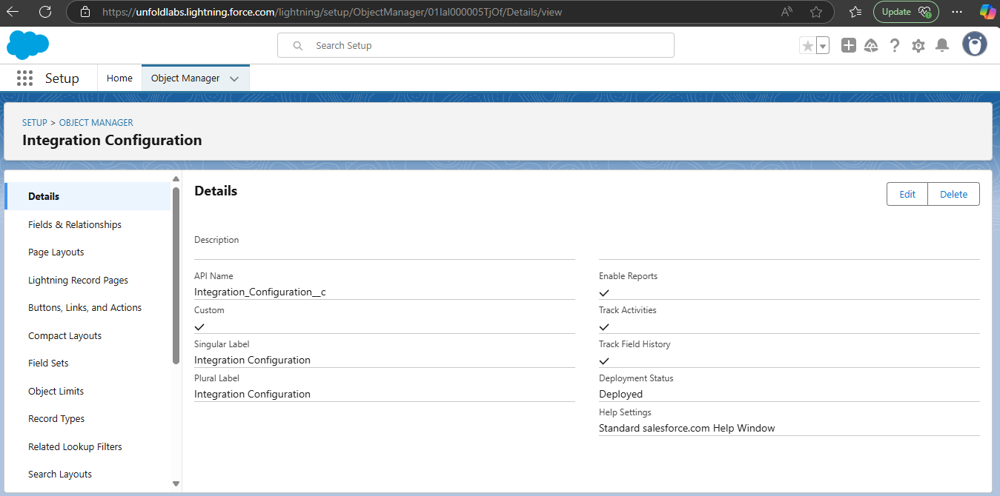 https://unfoldlabs.lightning.force.com/lightning/setup/ObjectManager/01Ial000005TjOf/Details/view
Update
Search Setup
Setup
Home
Object Manager
SETUP > OBJECT MANAGER
Integration Configuration
Details
Fields & Relationships
Page Layouts
Lightning Record Pages
Buttons, Links, and Actions
Compact Layouts
Field Sets
Object Limits
Record Types
Related Lookup Filters
Search Layouts
Details
Edit
Delete
Description
API Name
Integration_Configuration__c
Custom
Singular Label
Integration Configuration
Plural Label
Integration Configuration
Enable Reports
Track Activities
Track Field History
Deployment Status
Deployed
Help Settings
Standard salesforce.com Help Window